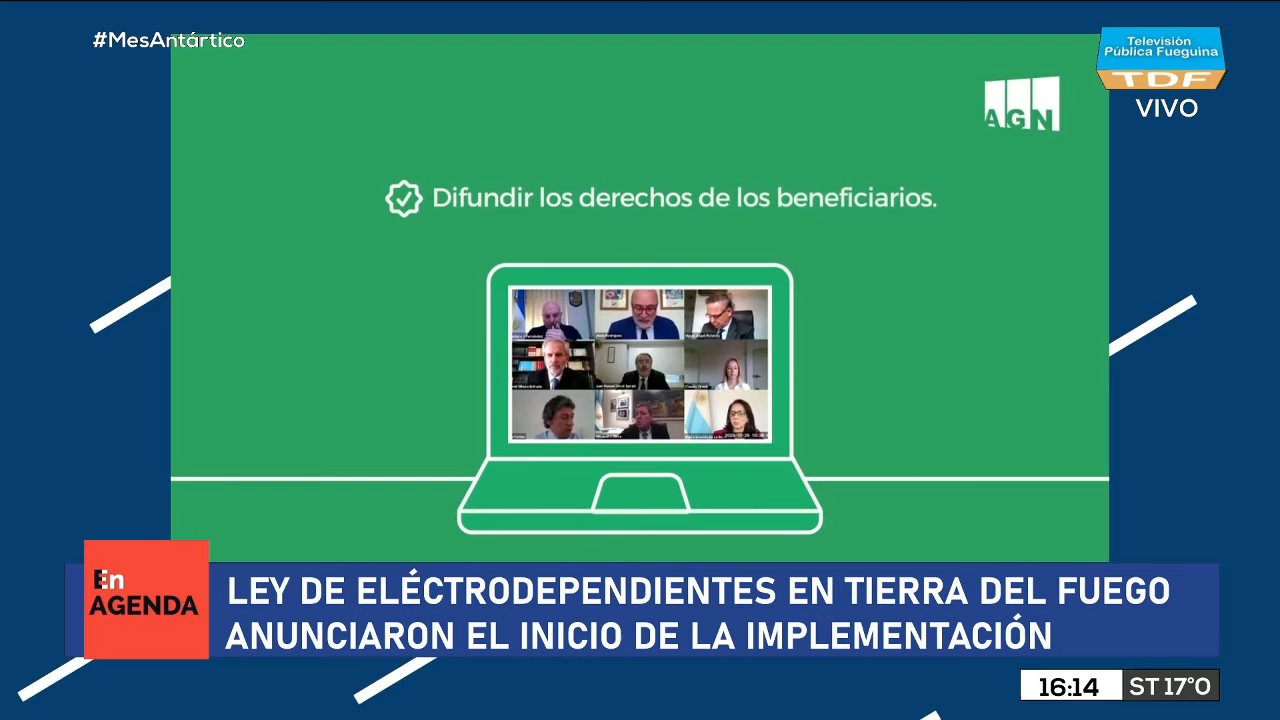 #MesAntártico
Televisión
Pública Fueguina
TDF
VIVO
AGN
Difundir los derechos de los beneficiarios.
En
AGENDA
LEY DE ELÉCTRODEPENDIENTES EN TIERRA DEL FUEGO
ANUNCIARON EL INICIO DE LA IMPLEMENTACIÓN
16:14
ST 17°0